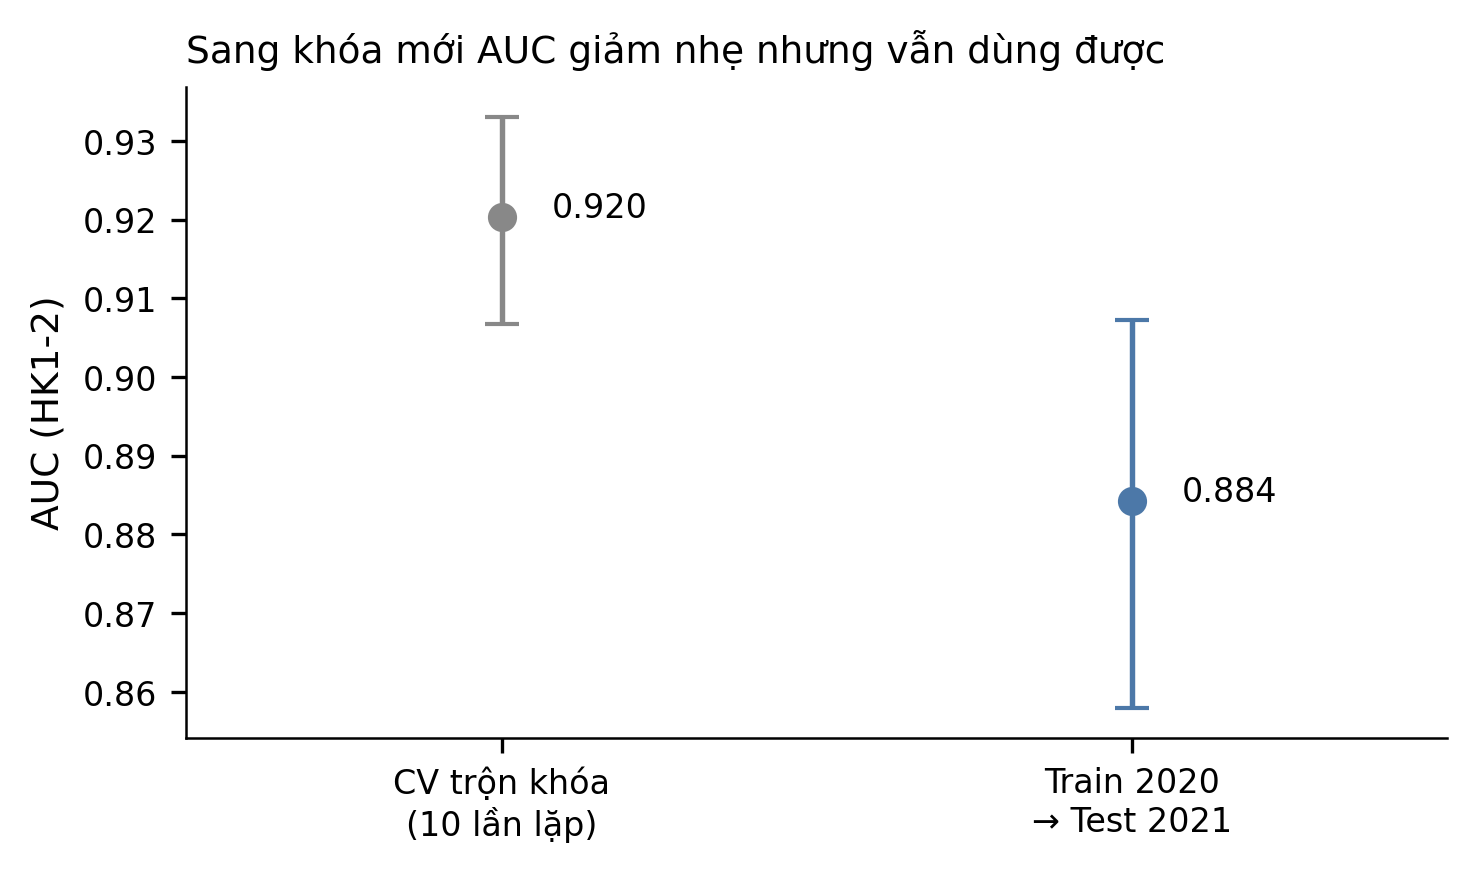 Sang khóa mới AUC giảm nhẹ nhưng vẫn dùng được
AUC (HK1-2)
0.93
0.92
0.91
0.90
0.89
0.88
0.87
0.86
0.920
0.884
CV trộn khóa
(10 lần lặp)
Train 2020
→ Test 2021